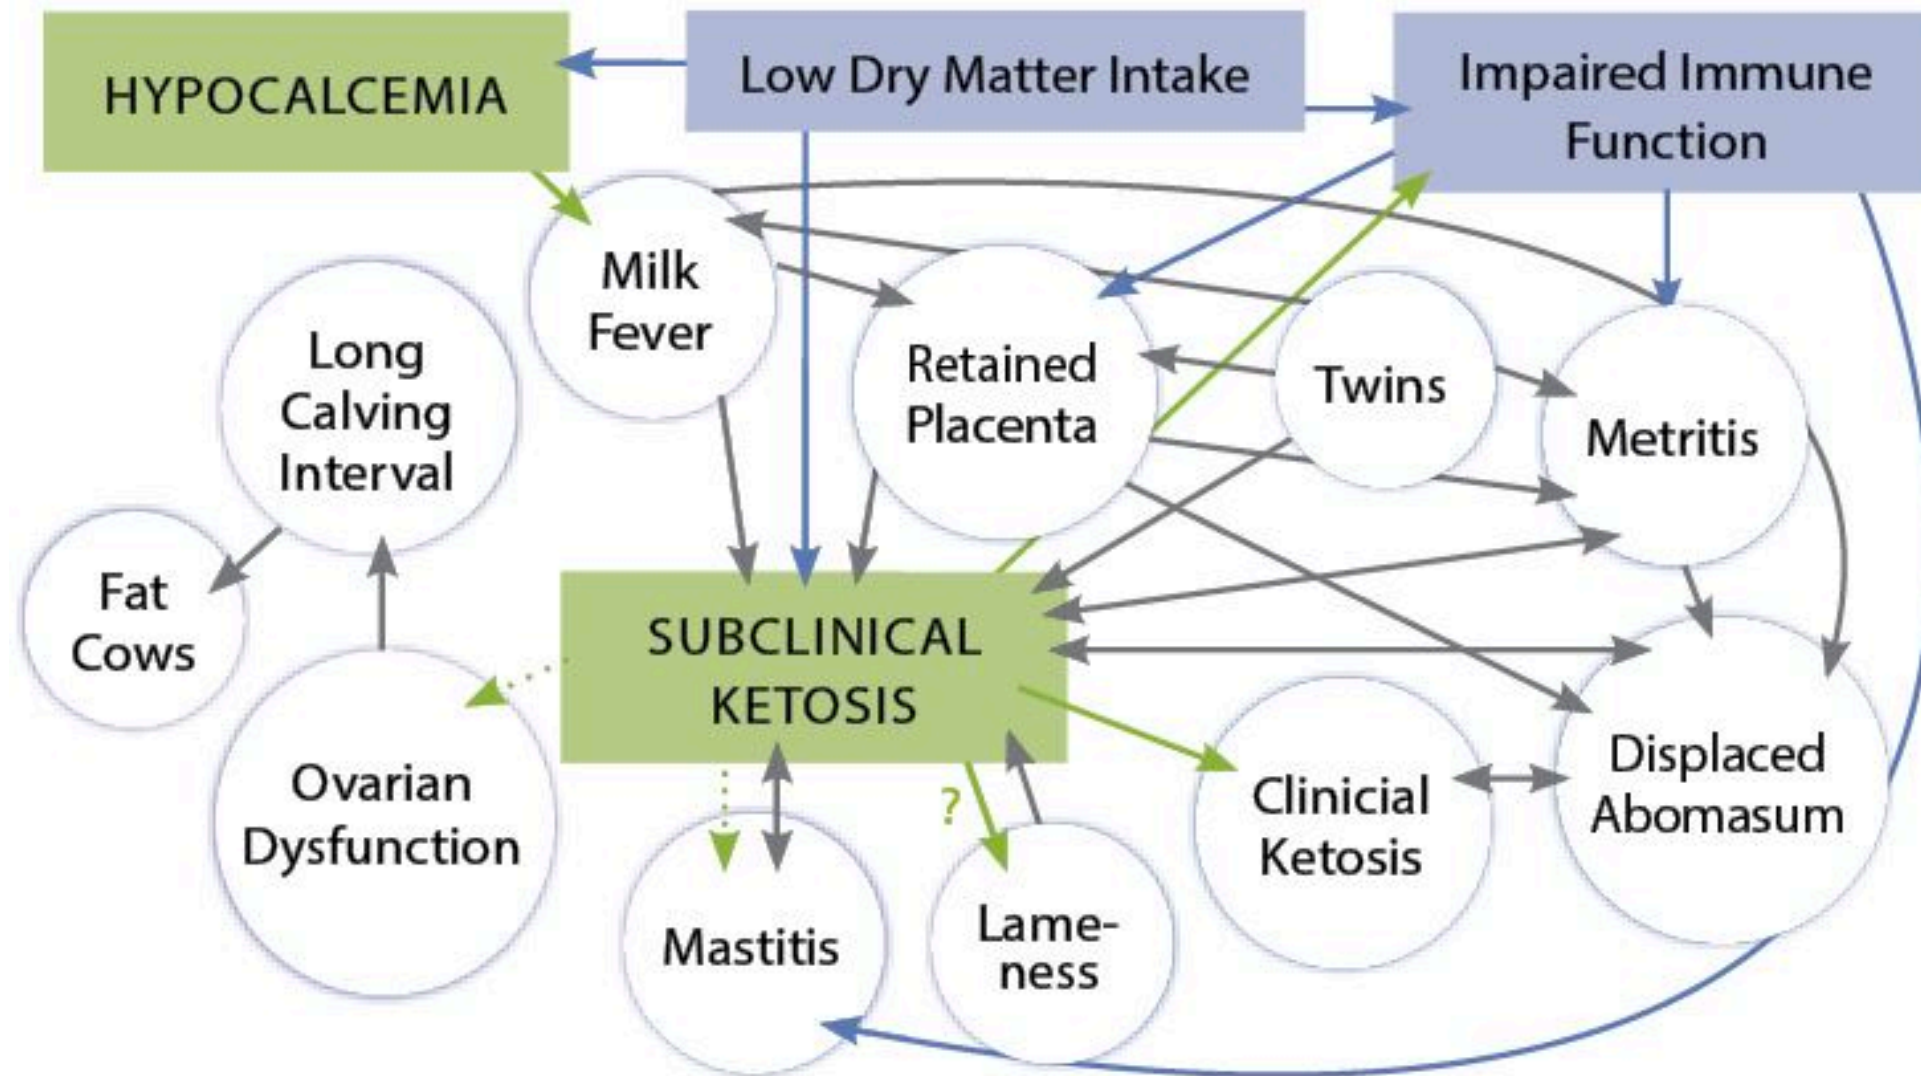 HYPOCALCEMIA
Low Dry Matter Intake
Impaired Immune
Function
Milk
Fever
Long
Calving
Interval
Retained
Placenta
Twins
Metritis
Fat
Cows
SUBCLINICAL
KETOSIS
Ovarian
Dysfunction
?
Mastitis
Lame-
ness
Clinicial
Ketosis
Displaced
Abomasum